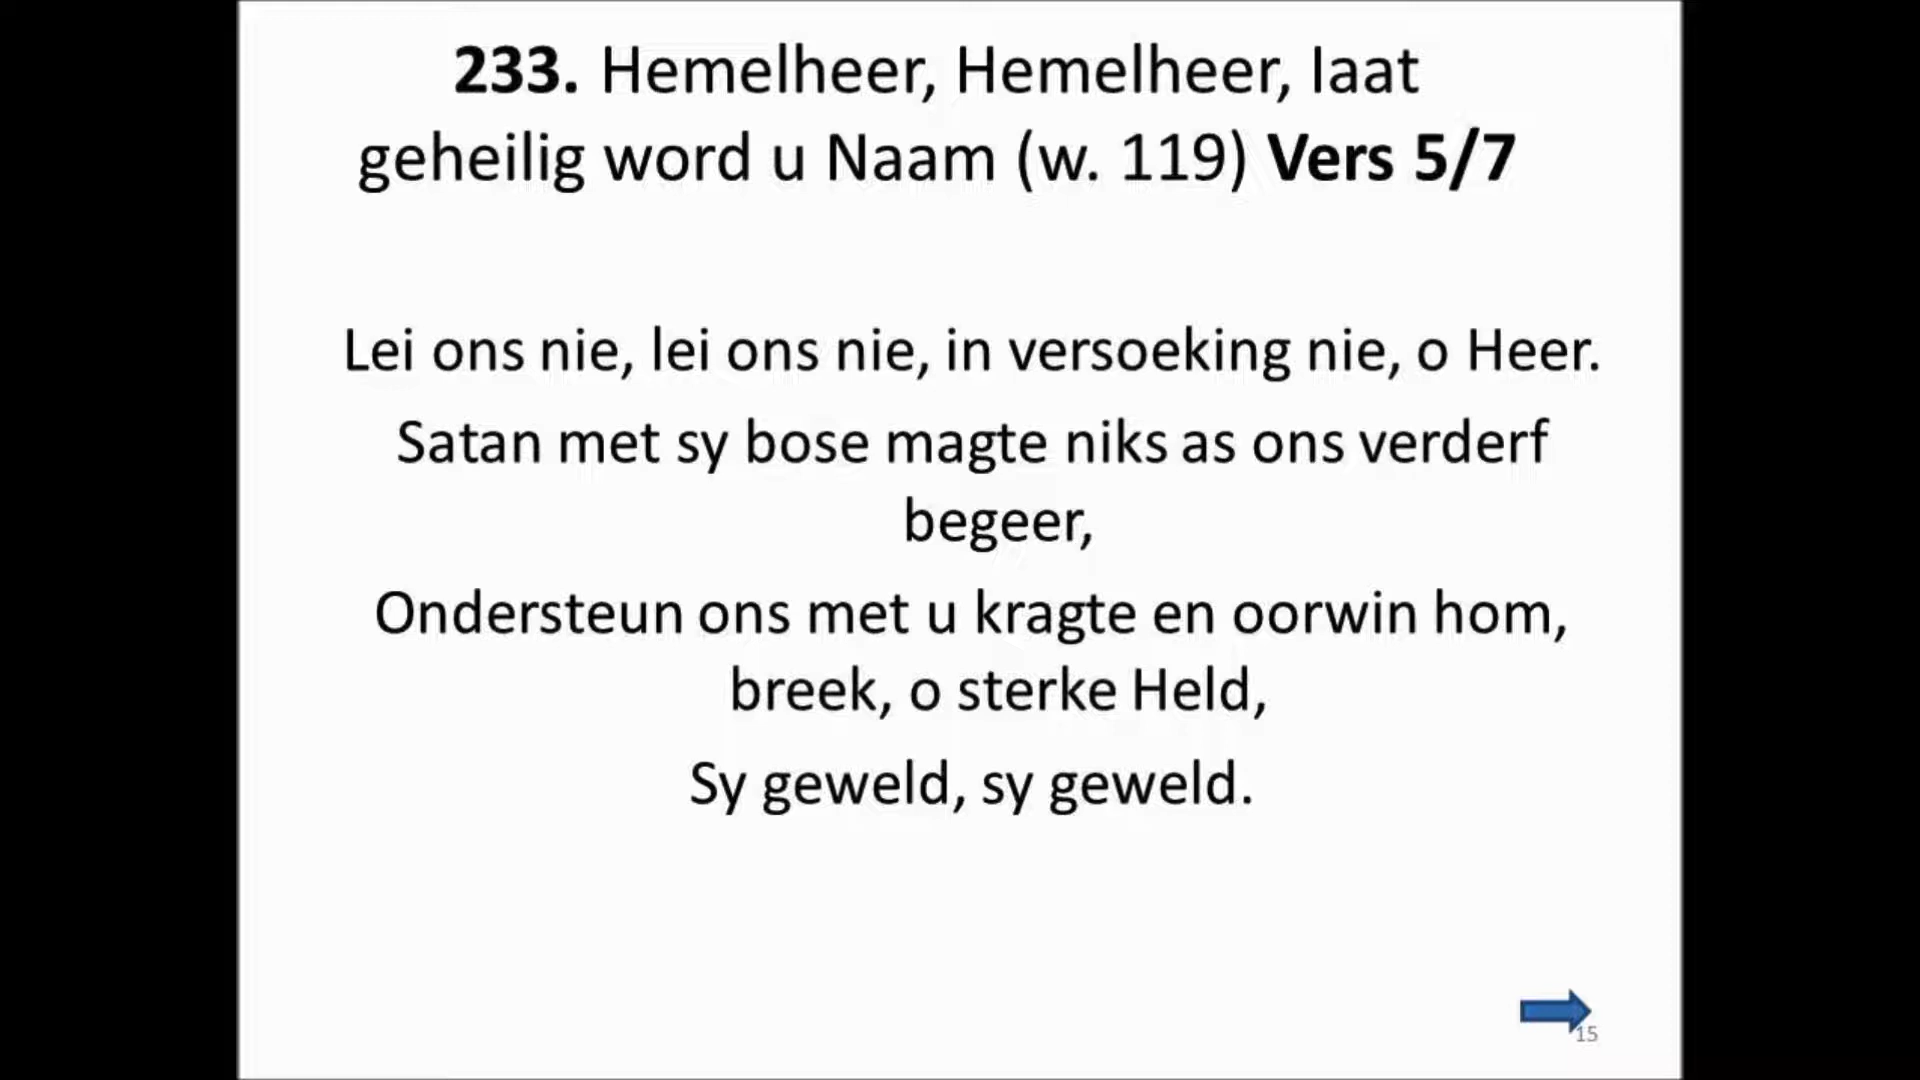 233. Hemelheer, Hemelheer, laat
geheilig word u Naam (w. 119) Vers 5/7
Lei ons nie, lei ons nie, in versoeking nie, o Heer.
Satan met sy bose magte niks as ons verderf
begeer,
Ondersteun ons met u kragte en oorwin hom,
breek, o sterke Held,
Sy geweld, sy geweld.
15